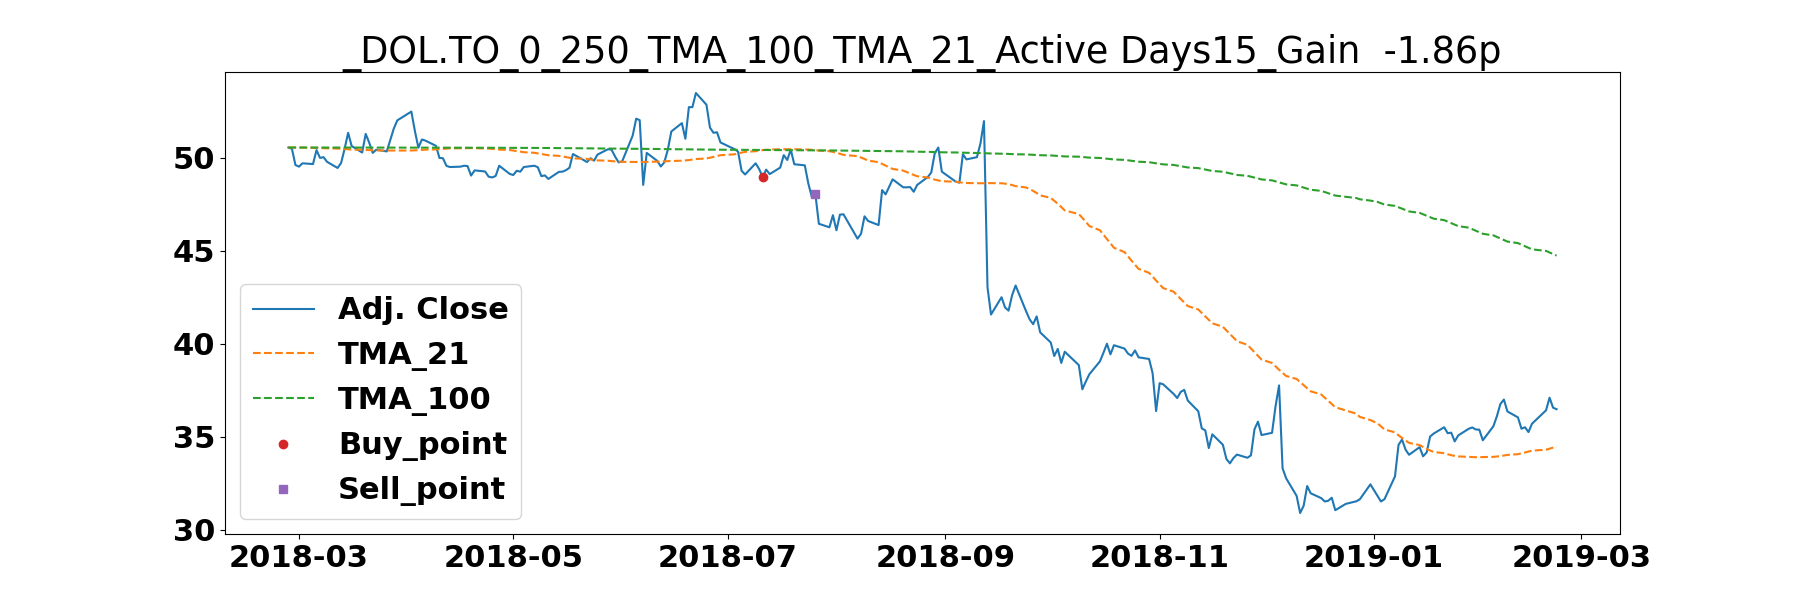 _DOL.TO_0_250_TMA_100_TMA_21_Active Days15_Gain  -1.86p
50
45
40
35
30
Adj. Close
TMA_21
TMA_100
Buy_point
Sell_point
2018-03 2018-05 2018-07 2018-09 2018-11 2019-01 2019-03